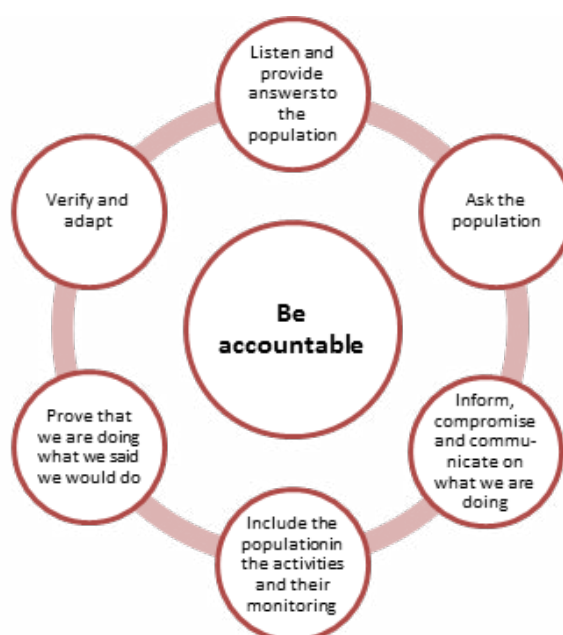 Listen and
provide
answers to
the
population
Ask the
population
Inform,
compromise
and commu-
nicate on
what we are
doing
Include the
populationin
the activities
and their
monitoring
Prove that
we are doing
what we said
we would do
Verify and
adapt
Be
accountable